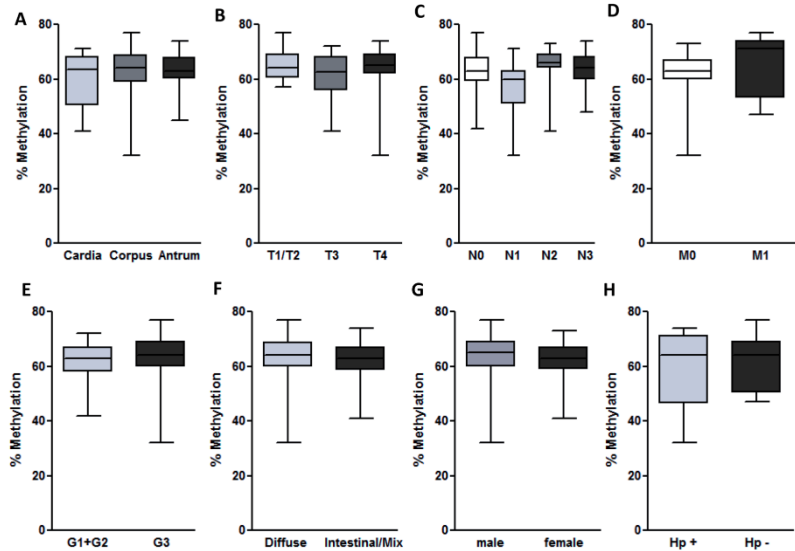 A
B
C
D
% Methylation
80
60
40
20
0
Cardia Corpus Antrum
% Methylation
80
60
40
20
0
T1/T2 T3 T4
% Methylation
80
60
40
20
0
N0 N1 N2 N3
% Methylation
80
60
40
20
0
M0 M1
E
F
G
H
% Methylation
80
60
40
20
0
G1+G2 G3
% Methylation
80
60
40
20
0
Diffuse Intestinal/Mix
% Methylation
80
60
40
20
0
male female
% Methylation
80
60
40
20
0
Hp + Hp -